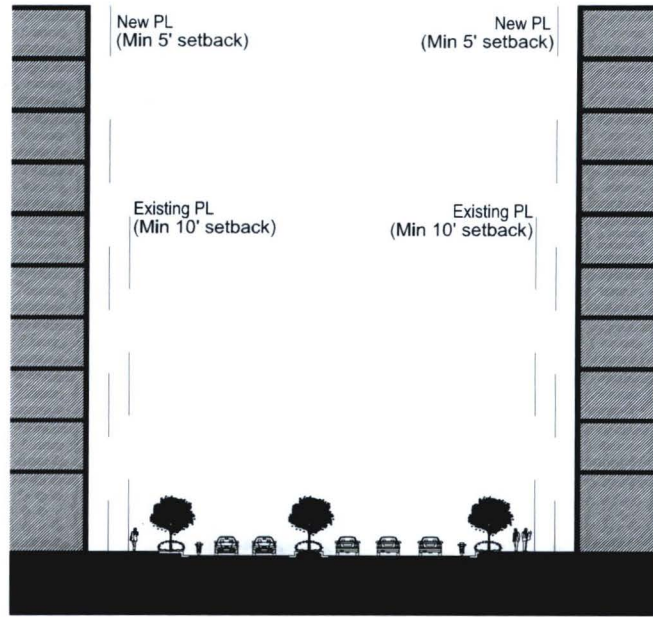 New PL
(Min 5' setback)
New PL
(Min 5' setback)
Existing PL
(Min 10' setback)
Existing PL
(Min 10' setback)